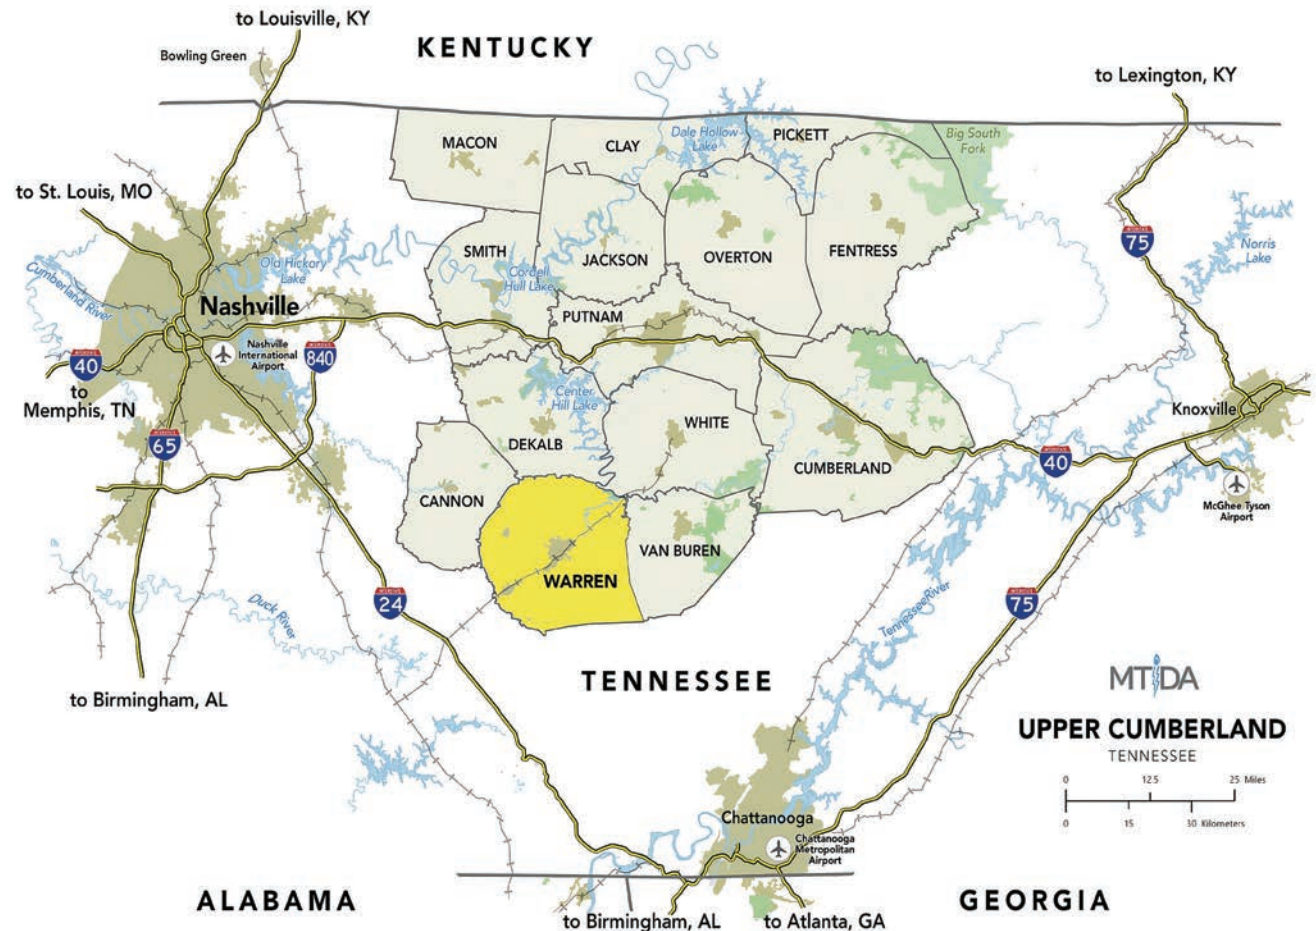 to Louisville, KY
Bowling Green
KENTUCKY
to Lexington, KY
MACON
CLAY
Dale Hollow
Lake
PICKETT
Big South
Fork
to St. Louis, MO
Cumberland River
Old Hickory
Lake
SMITH
Cordell
Hull Lake
JACKSON
OVERTON
FENTRESS
75
Norris
Lake
Nashville
PUTNAM
Nashville
International
Airport
840
40
to
Memphis, TN
Center
Hill Lake
65
DEKALB
WHITE
CUMBERLAND
40
Knoxville
McGhee Tyson
Airport
CANNON
VAN BUREN
WARREN
24
75
Duck River
Tennessee River
to Birmingham, AL
TENNESSEE
MTIDA
UPPER CUMBERLAND
TENNESSEE
0 12.5 25 Miles
0 15 30 Kilometers
Chattanooga
Chattanooga
Metropolitan
Airport
ALABAMA
GEORGIA
to Birmingham, AL
to Atlanta, GA